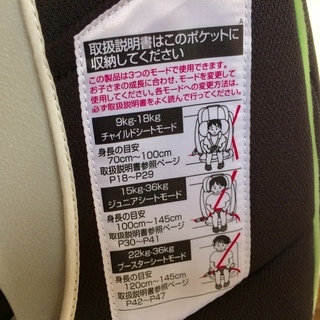 取扱説明書はこのポケットに
収納してください
この製品は3つのモードで使用できます。
お子さまの成長に合わせ、モードを変更して
ご使用ください。各モードへの変更方法は、
必ず取扱説明書をよく読んで行ってください。
9kg-18kg
チャイルドシートモード
身長の目安
70cm〜100cm
取扱説明書参照ページ
P18〜P29
15kg-36kg
ジュニアシートモード
身長の目安
100cm〜145cm
取扱説明書参照ページ
P30〜P41
22kg-36kg
ブースターシートモード
身長の目安
120cm〜145cm
取扱説明書参照ページ
P42〜P47